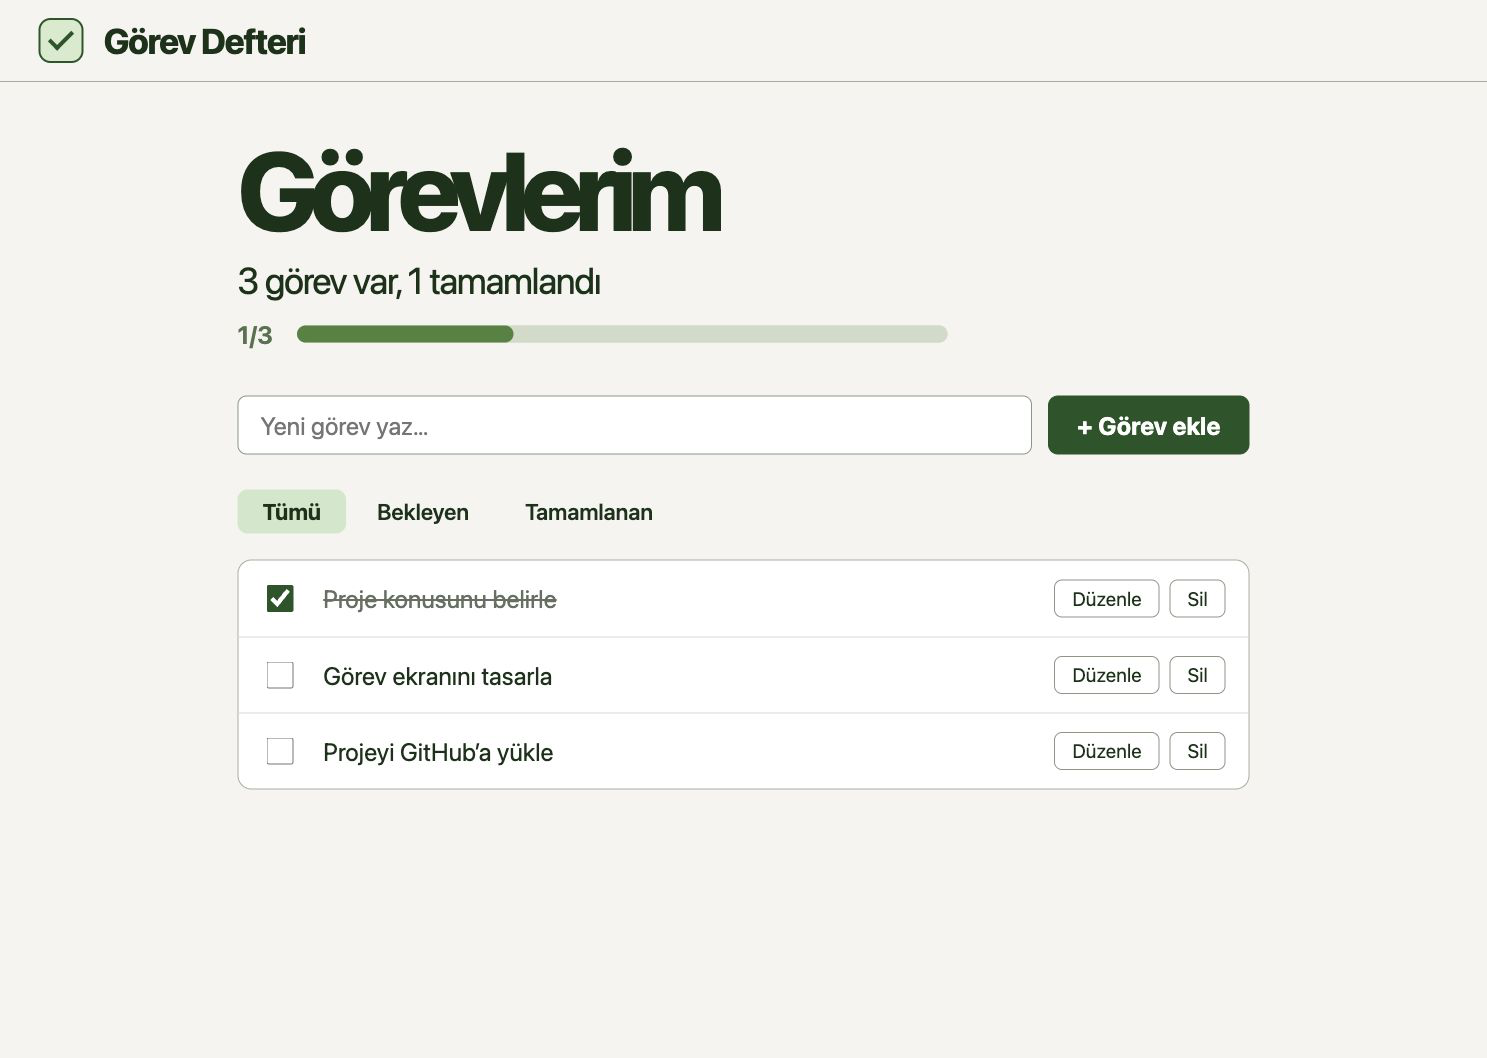 Görev Defteri
Görevlerim
3 görev var, 1 tamamlandı
1/3
Yeni görev yaz...
+ Görev ekle
Tümü Bekleyen Tamamlanan
Proje konusunu belirle Düzenle Sil
Görev ekranını tasarla Düzenle Sil
Projeyi GitHub’a yükle Düzenle Sil